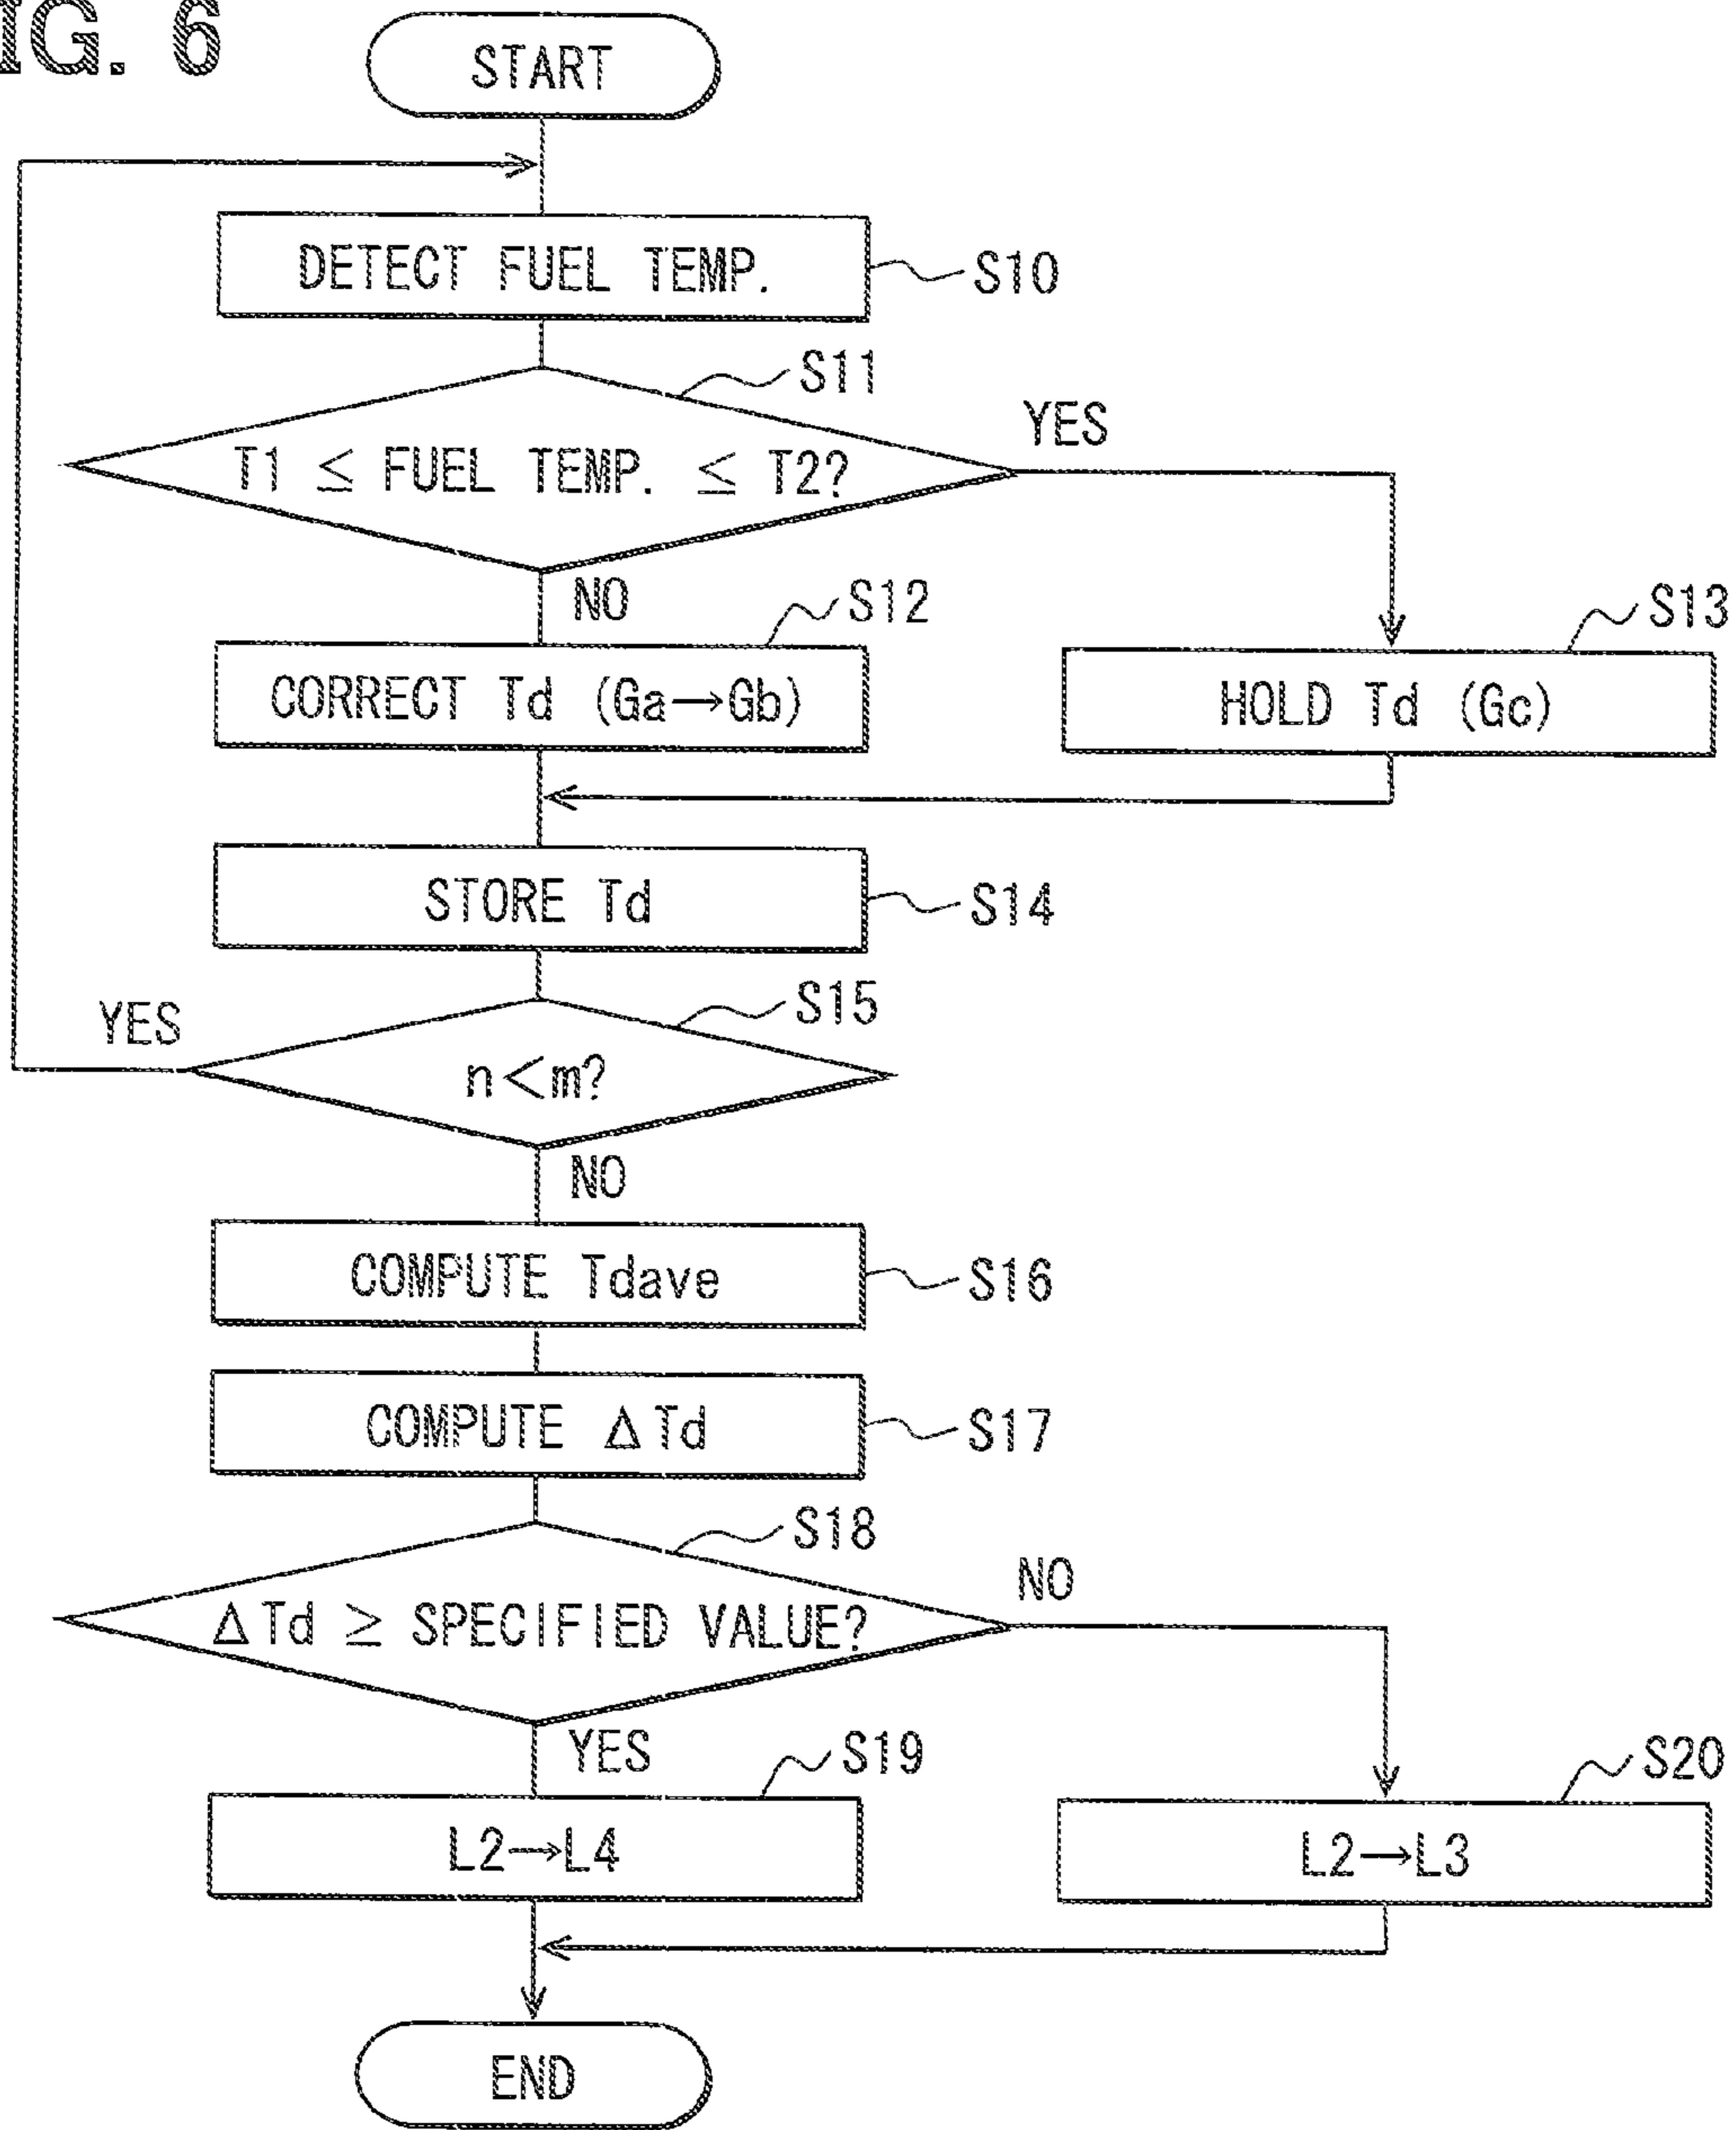 IG. 6
START
DETECT FUEL TEMP.
S10
S11
T1 ≤ FUEL TEMP. ≤ T2?
YES
NO
S12
S13
CORRECT Td (Ga→Gb)
HOLD Td (Gc)
STORE Td
S14
S15
YES
n<m?
NO
COMPUTE Tdave
S16
COMPUTE ΔTd
S17
S18
NO
ΔTd ≥ SPECIFIED VALUE?
YES
S19
S20
L2→L4
L2→L3
END